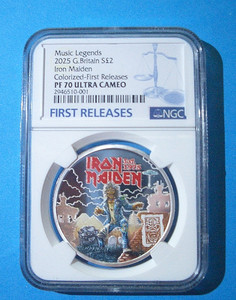 Music Legends
2025 G.Britain S£2
Iron Maiden
Colorized-First Releases
PF 70 ULTRA CAMEO
2946510-001
NGC
FIRST RELEASES
IRON
MAIDEN